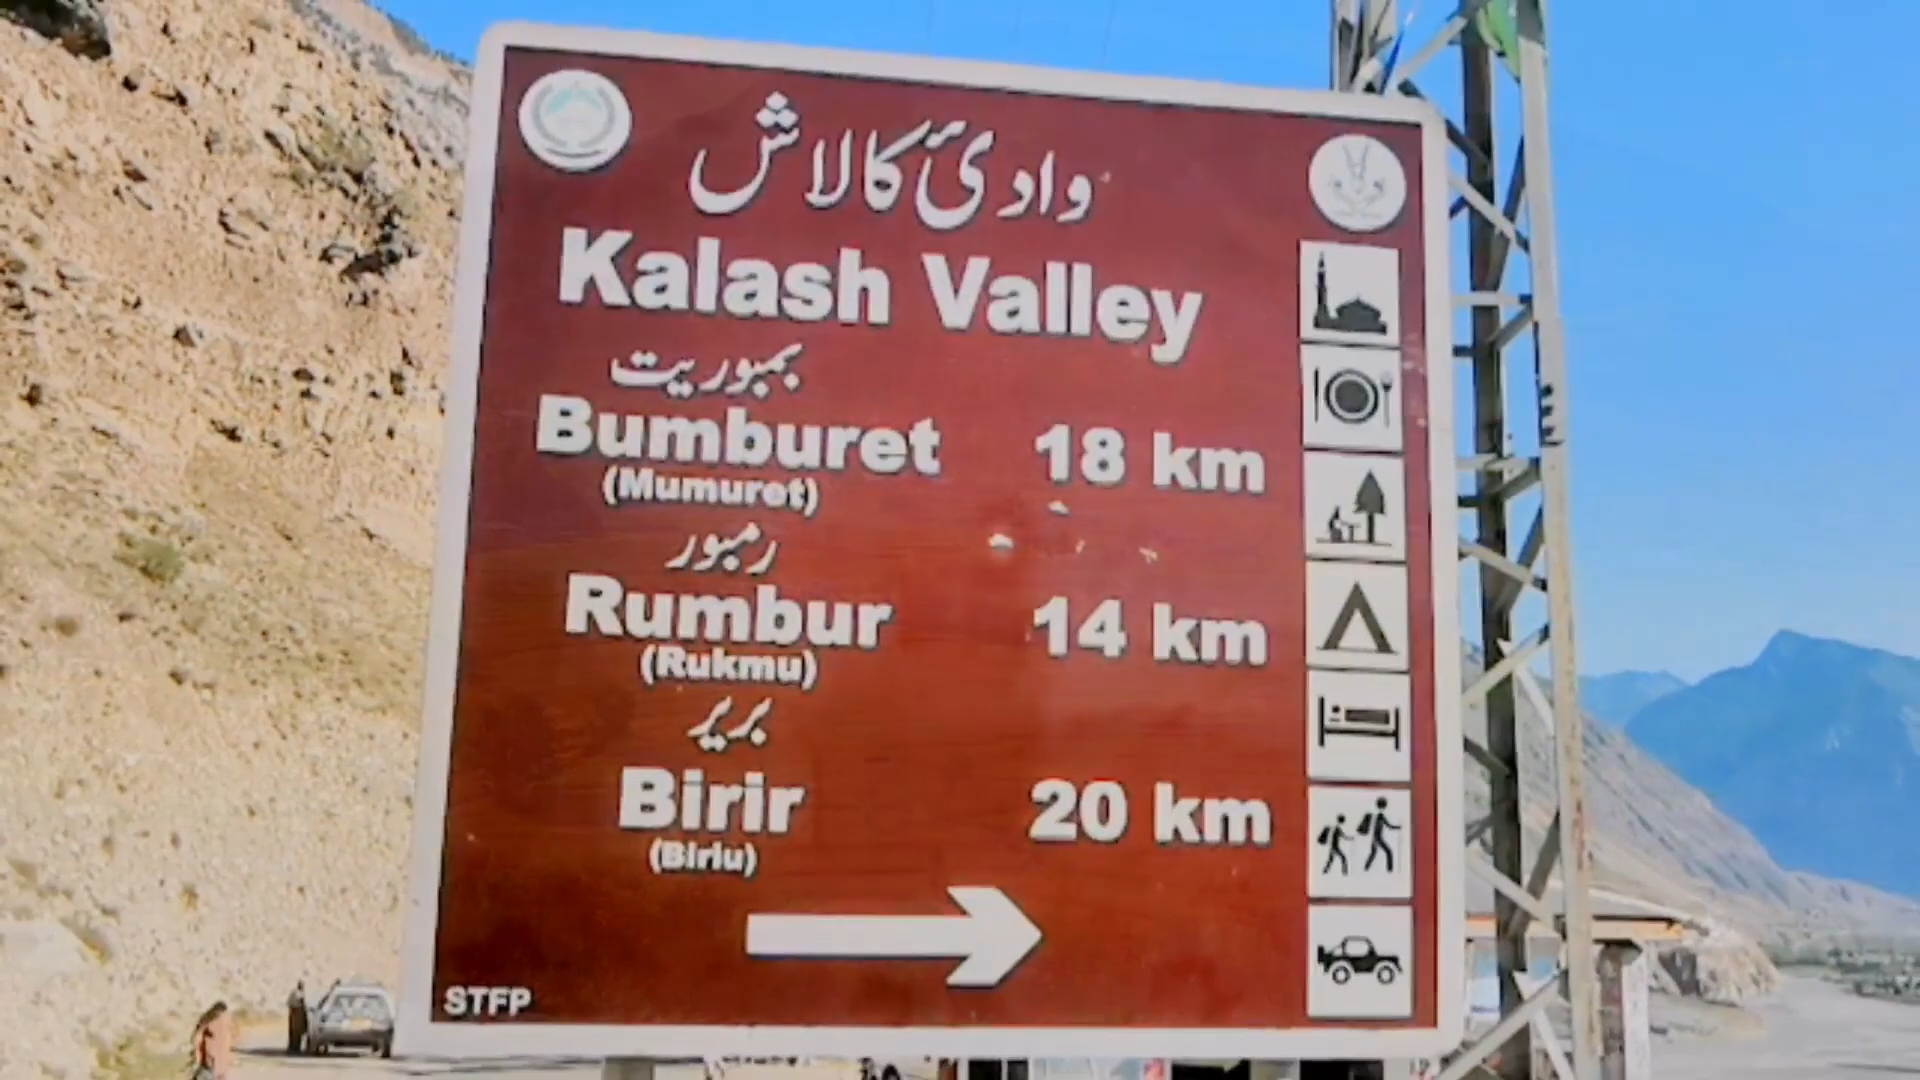 وادیٔ کالاش
Kalash Valley
بمبوریت
Bumburet 18 km
(Mumuret)
رمبور
Rumbur 14 km
(Rukmu)
بریر
Birir 20 km
(Biriu)
STFP